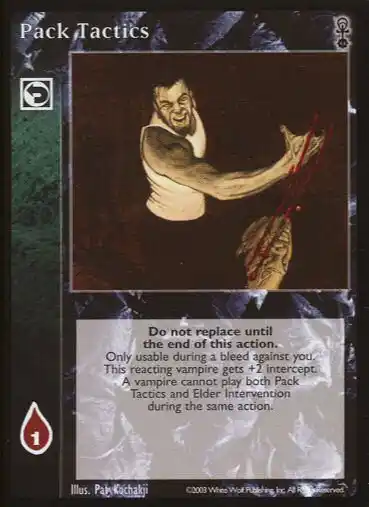 Pack Tactics
Do not replace until
the end of this action.
Only usable during a bleed against you.
This reacting vampire gets +2 intercept.
A vampire cannot play both Pack
Tactics and Elder Intervention
during the same action.
1
Illus. Pat Kochakji
©2003 White Wolf Publishing, Inc. All Rights Reserved.